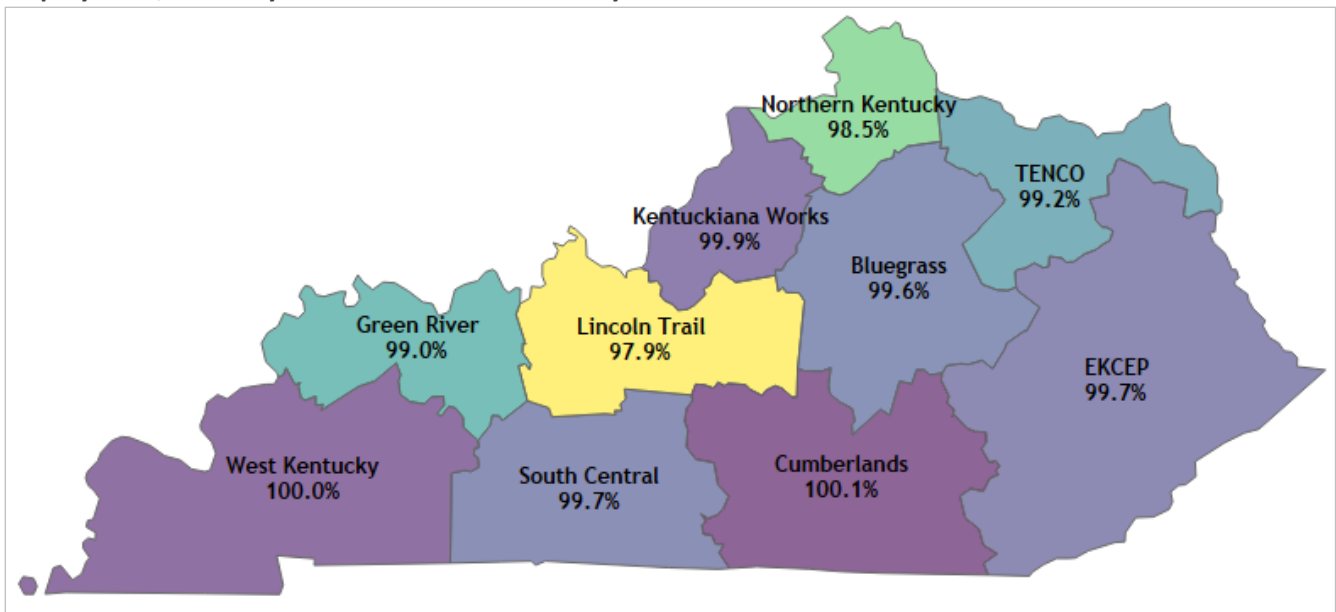 Northern Kentucky
98.5%
TENCO
99.2%
Kentuckiana Works
99.9%
Bluegrass
99.6%
Green River
99.0%
Lincoln Trail
97.9%
EKCEP
99.7%
West Kentucky
100.0%
South Central
99.7%
Cumberlands
100.1%